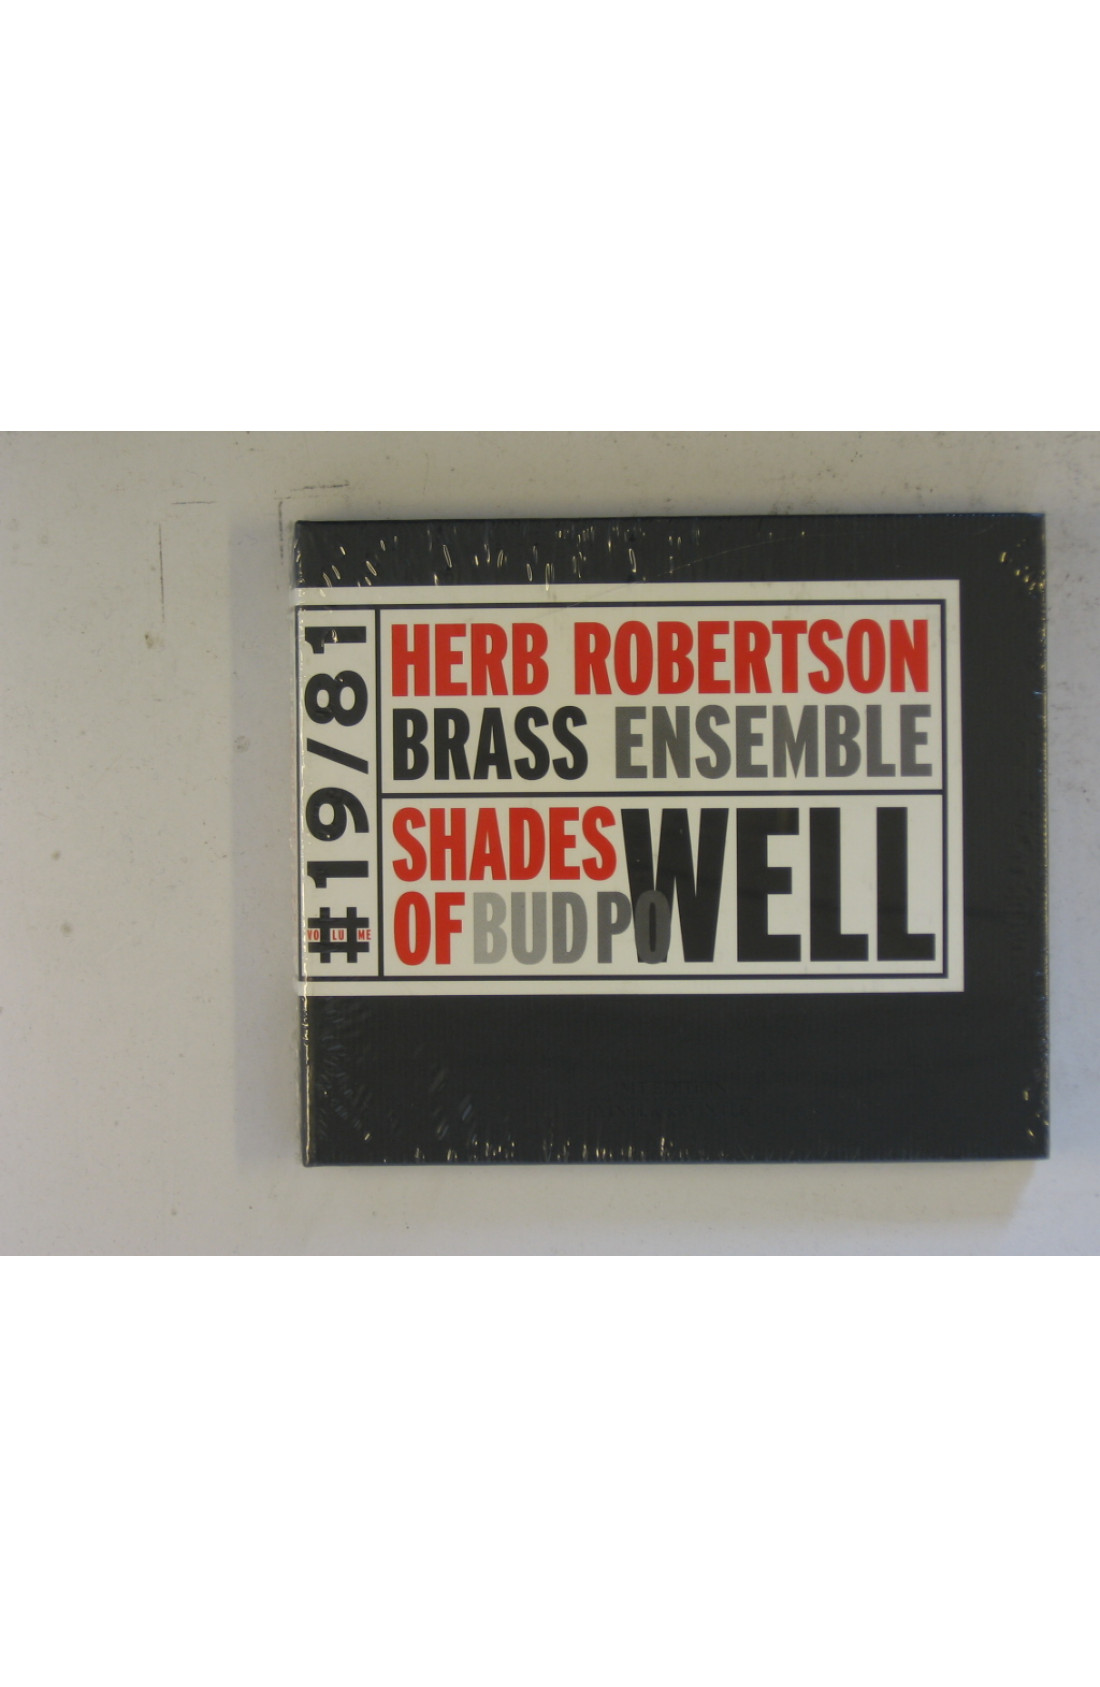 #19/81
VOLUME
HERB ROBERTSON
BRASS ENSEMBLE
SHADES
OF BUD POWELL